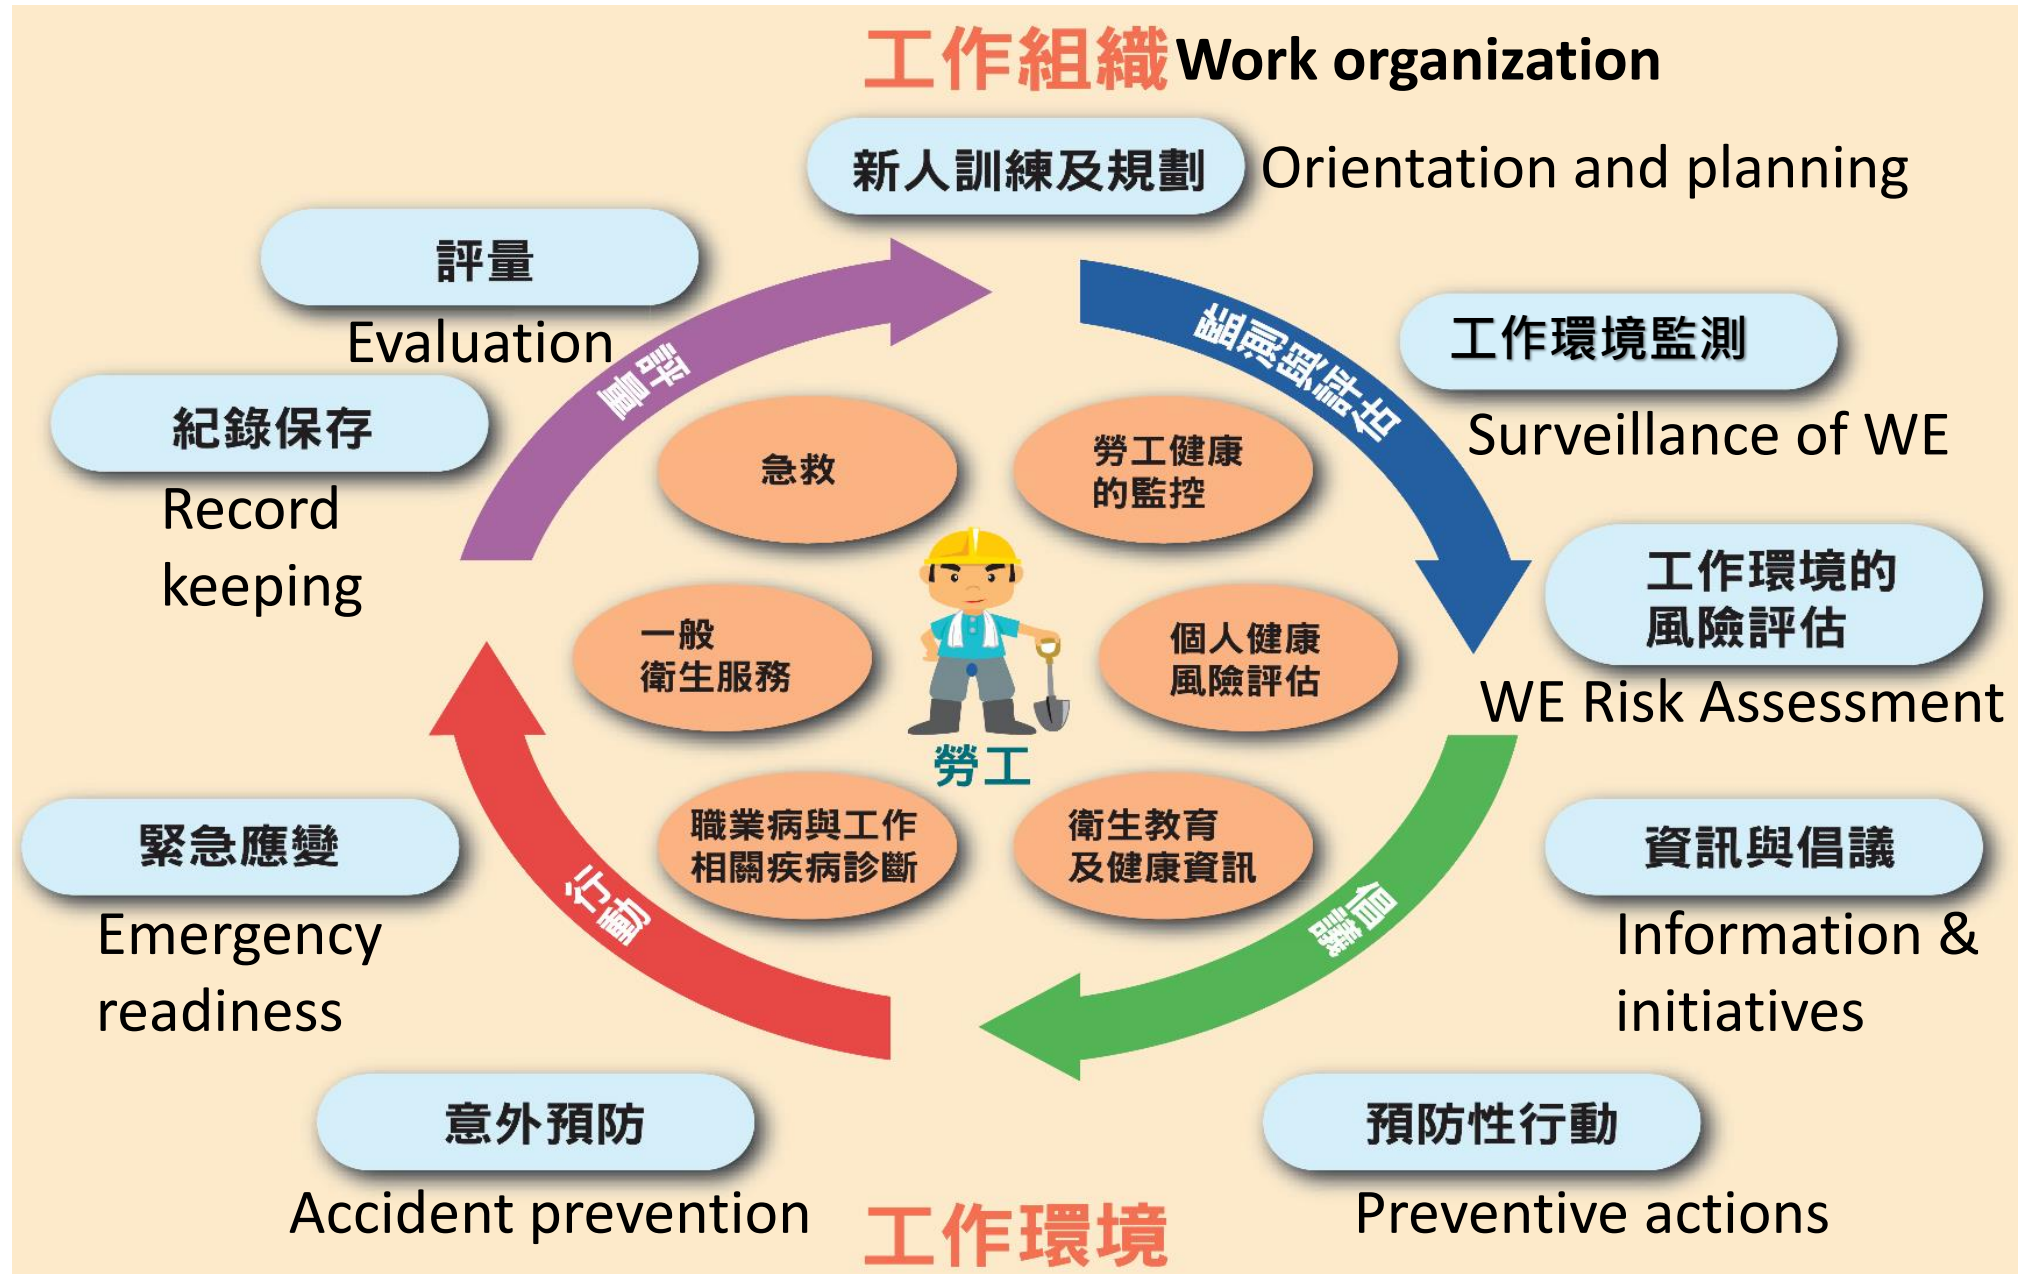 工作組織Work organization
新人訓練及規劃 Orientation and planning
評量
Evaluation
工作環境監測
Surveillance of WE
紀錄保存
Record
keeping
評量
監測與評估
急救
勞工健康
的監控
工作環境的
風險評估
WE Risk Assessment
一般
衛生服務
個人健康
風險評估
勞工
職業病與工作
相關疾病診斷
衛生教育
及健康資訊
緊急應變
Emergency
readiness
行動
倡議
資訊與倡議
Information &
initiatives
意外預防
Accident prevention
預防性行動
Preventive actions
工作環境